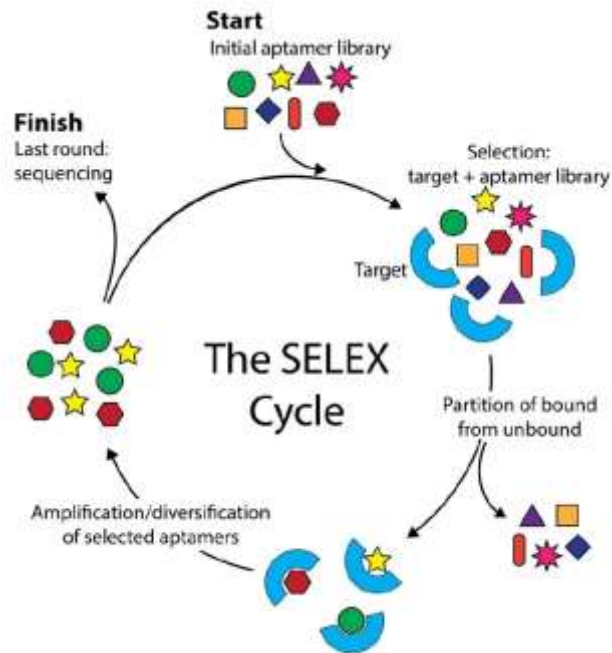 Start
Initial aptamer library
Finish
Last round:
sequencing
Selection:
target + aptamer library
Target
The SELEX
Cycle
Partition of bound
from unbound
Amplification/diversification
of selected aptamers